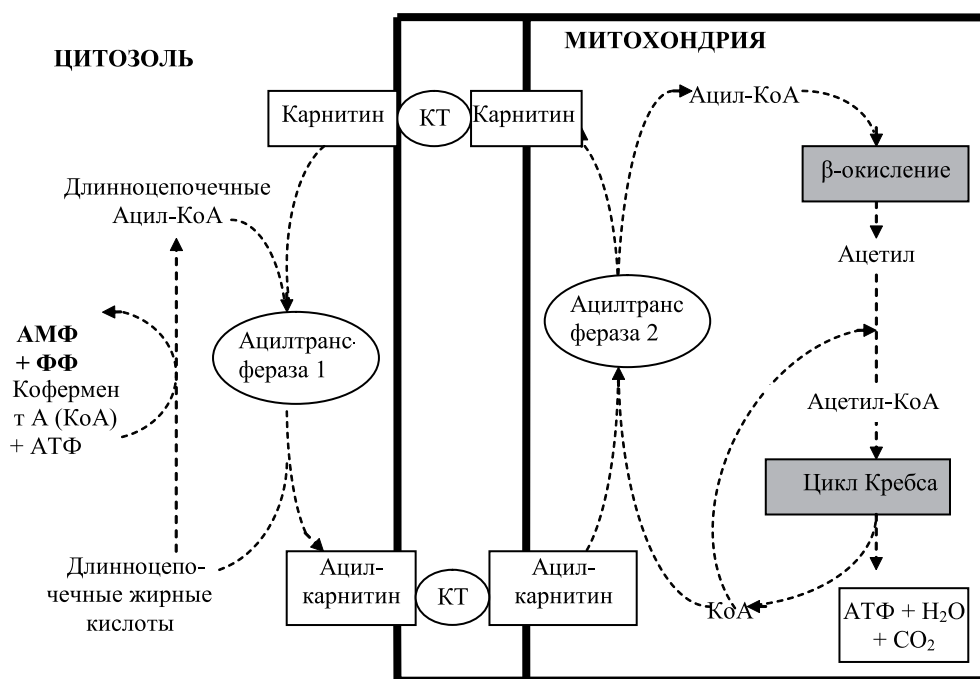 ЦИТОЗОЛЬ
МИТОХОНДРИЯ
Карнитин
КТ
Карнитин
Ацил-КоА
β-окисление
Длинноцепочечные
Ацил-КоА
Ацетил
АМФ
+ ФФ
Кофермен
т А (КоА)
+ АТФ
Ацилтранс-
фераза 1
Ацилтранс
фераза 2
Ацетил-КоА
Цикл Кребса
Длинноцепо-
чечные жирные
кислоты
Ацил-
карнитин
КТ
Ацил-
карнитин
КоА
АТФ + H₂O
+ CO₂